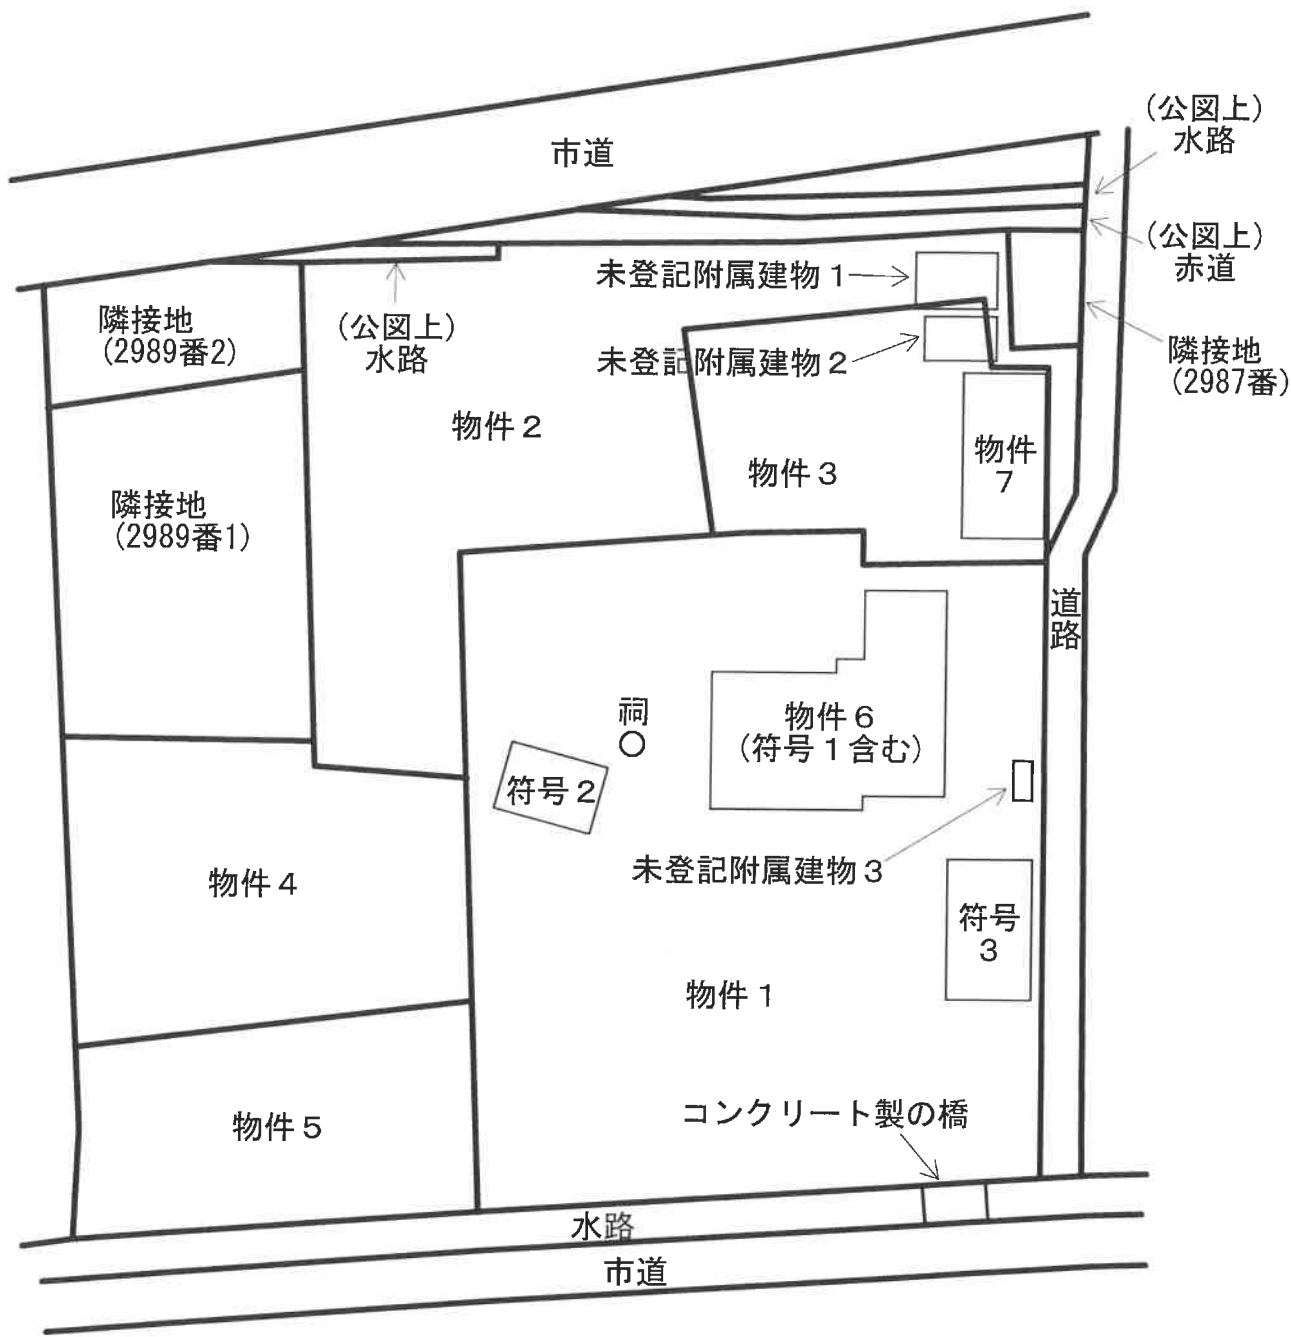 (公図上)
水路
市道
(公図上)
赤道
未登記附属建物1
隣接地
(2989番2)
(公図上)
水路
未登記附属建物2
隣接地
(2987番)
物件2
物件3
物件
7
隣接地
(2989番1)
道
路
祠
物件6
(符号1含む)
符号2
未登記附属建物3
物件4
符号
3
物件1
コンクリート製の橋
物件5
水路
市道